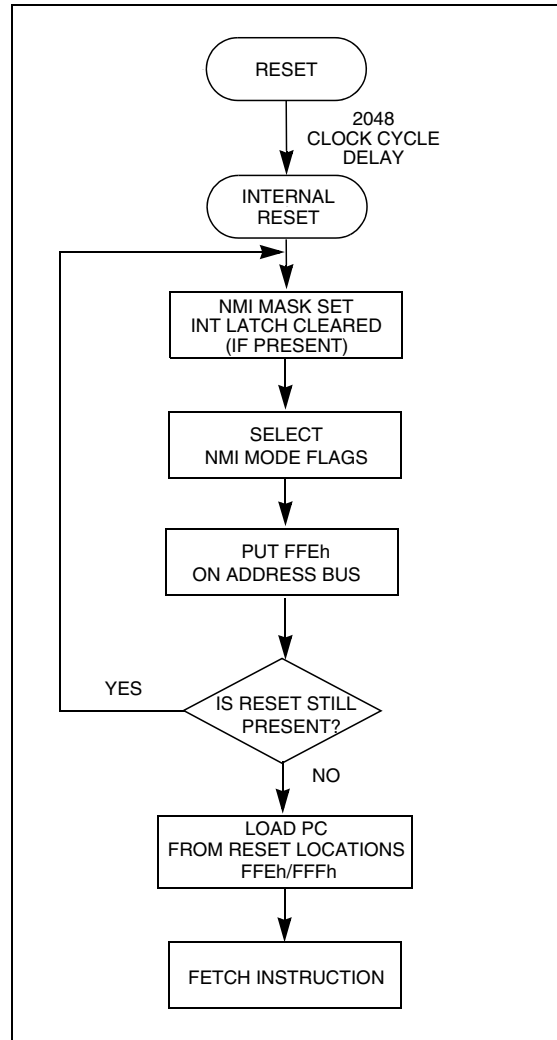 RESET
2048
CLOCK CYCLE
DELAY
INTERNAL
RESET
NMI MASK SET
INT LATCH CLEARED
(IF PRESENT)
SELECT
NMI MODE FLAGS
PUT FFEh
ON ADDRESS BUS
YES
IS RESET STILL
PRESENT?
NO
LOAD PC
FROM RESET LOCATIONS
FFEh/FFFh
FETCH INSTRUCTION